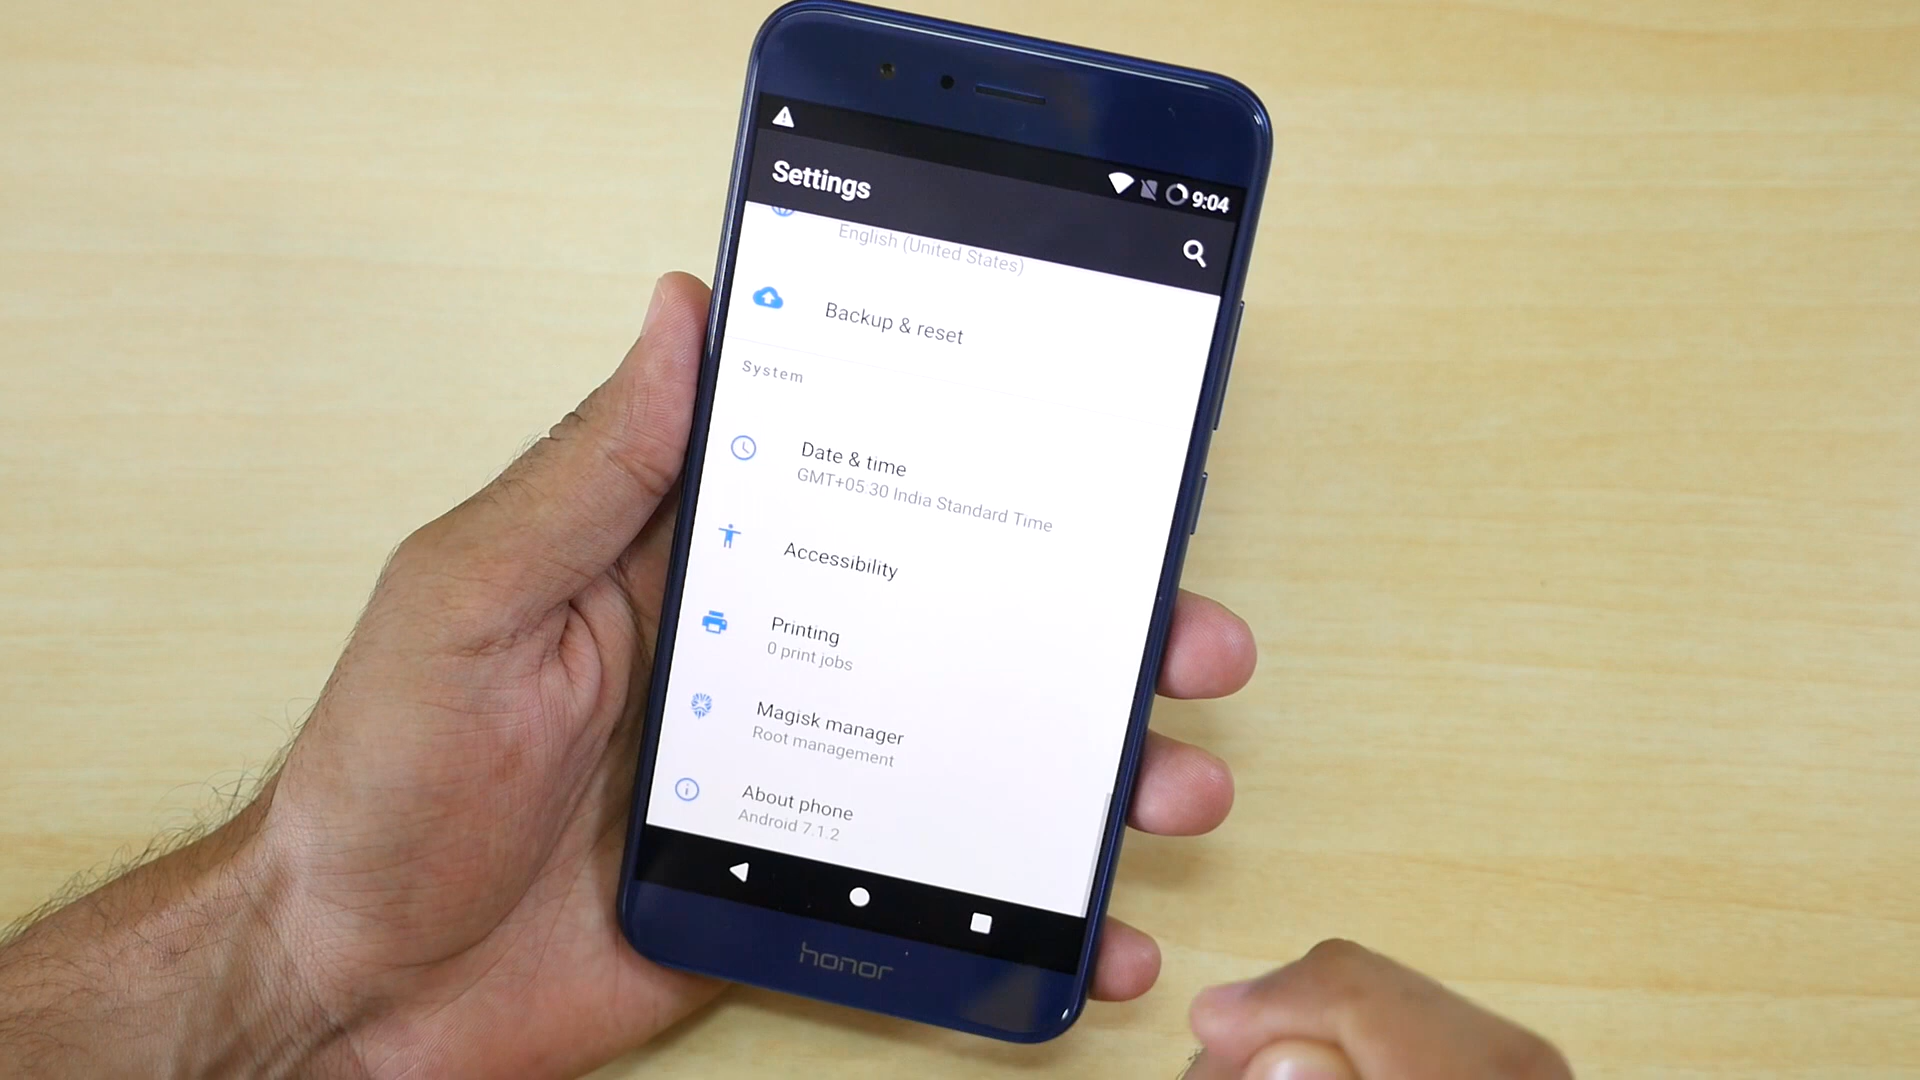 9:04
Settings
English (United States)
Backup & reset
System
Date & time
GMT+05:30 India Standard Time
Accessibility
Printing
0 print jobs
Magisk manager
Root management
About phone
Android 7.1.2
honor